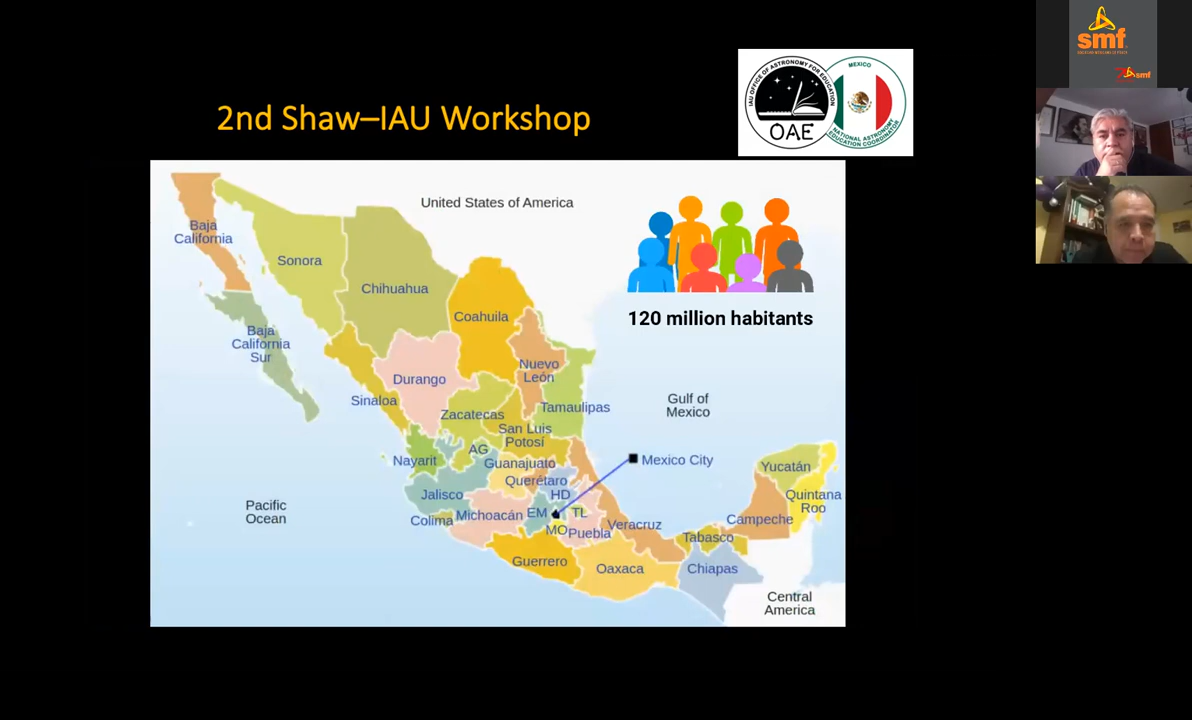 2nd Shaw–IAU Workshop
IAU OFFICE OF ASTRONOMY FOR EDUCATION
OAE
MEXICO
NATIONAL ASTRONOMY
EDUCATION COORDINATOR
smf
smf
United States of America
120 million habitants
Baja
California
Sonora
Chihuahua
Coahuila
Baja
California
Sur
Nuevo
León
Durango
Sinaloa
Tamaulipas
Zacatecas
San Luis
Potosí
Gulf of
Mexico
Nayarit
AG
Guanajuato
Mexico City
Querétaro
HD
Jalisco
Yucatán
Quintana
Roo
Pacific
Ocean
Colima
Michoacán
EM
TL
MO
Puebla
Veracruz
Campeche
Tabasco
Guerrero
Oaxaca
Chiapas
Central
America